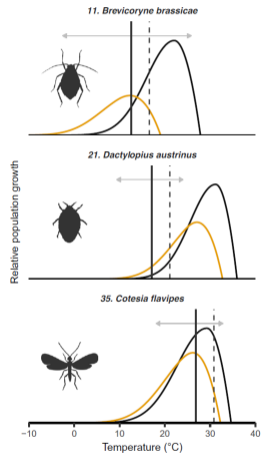 11. Brevicoryne brassicae
21. Dactylopius austrinus
35. Cotesia flavipes
Relative population growth
−10 0 10 20 30 40
Temperature (°C)